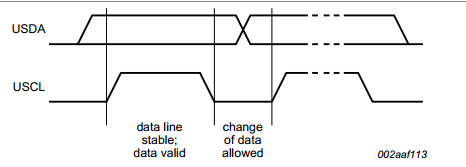 USDA
USCL
data line
stable;
data valid
change
of data
allowed
002aaf113